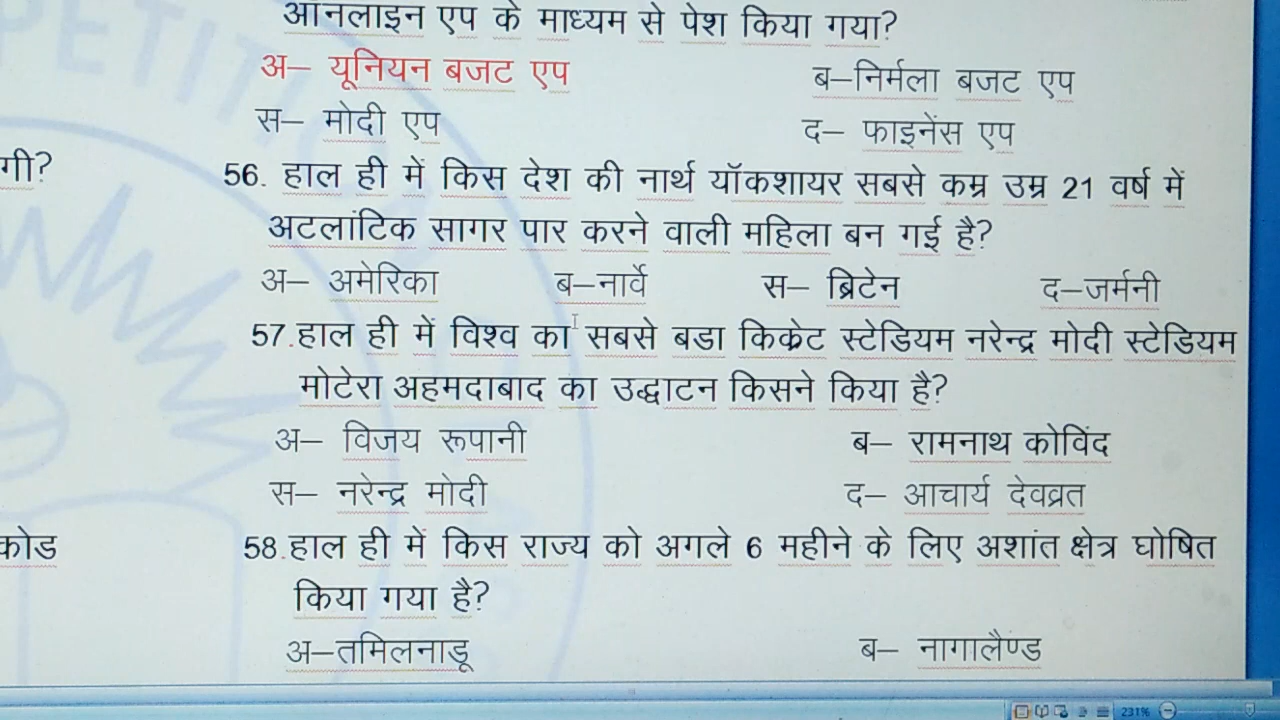 ऑनलाइन एप के माध्यम से पेश किया गया?
अ– यूनियन बजट एप ब–निर्मला बजट एप
स– मोदी एप द– फाइनेंस एप
गी?
56. हाल ही में किस देश की नार्थ यॉकशायर सबसे कम्र उम्र 21 वर्ष में
अटलांटिक सागर पार करने वाली महिला बन गई है?
अ– अमेरिका ब–नार्वे स– ब्रिटेन द–जर्मनी
57.हाल ही में विश्व का सबसे बडा किक्रेट स्टेडियम नरेन्द्र मोदी स्टेडियम
मोटेरा अहमदाबाद का उद्धाटन किसने किया है?
अ– विजय रूपानी ब– रामनाथ कोविंद
स– नरेन्द्र मोदी द– आचार्य देवव्रत
कोड
58.हाल ही में किस राज्य को अगले 6 महीने के लिए अशांत क्षेत्र घोषित
किया गया है?
अ–तमिलनाडू ब– नागालैण्ड
231%